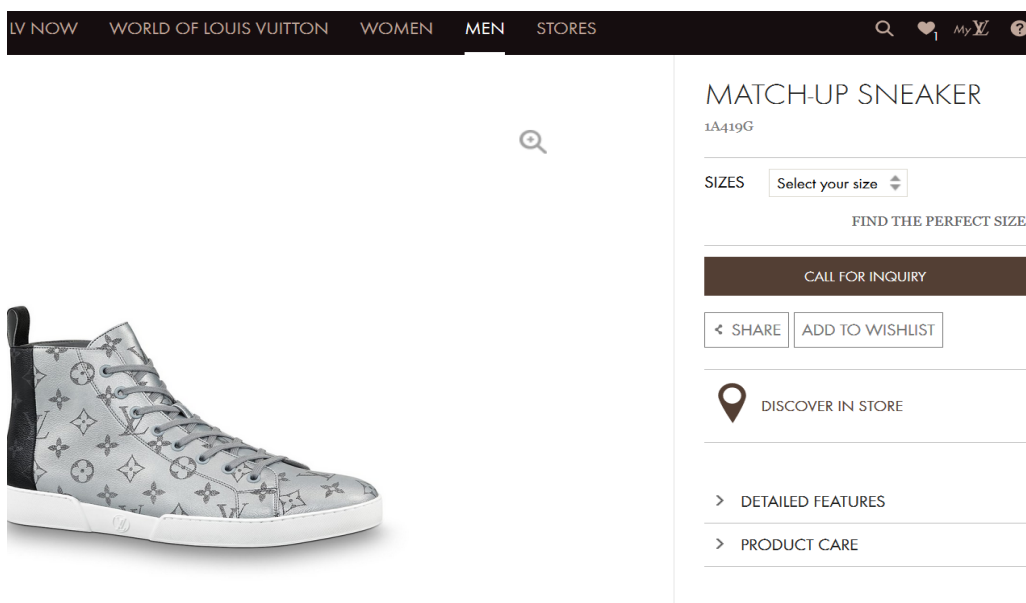 LV NOW WORLD OF LOUIS VUITTON WOMEN MEN STORES 1 My LV ?
MATCH-UP SNEAKER
1A419G
SIZES Select your size
FIND THE PERFECT SIZE
CALL FOR INQUIRY
SHARE ADD TO WISHLIST
DISCOVER IN STORE
DETAILED FEATURES
PRODUCT CARE